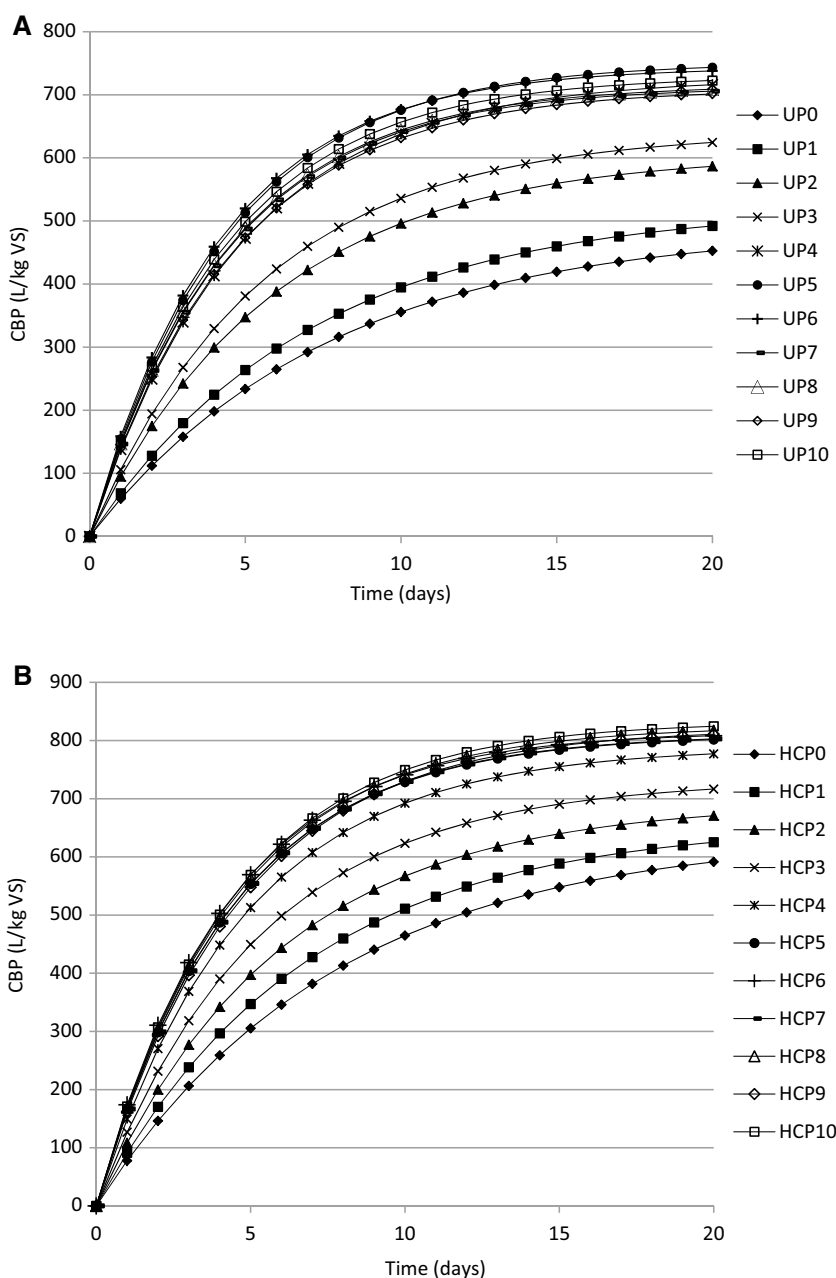 A
800
700
600
500
400
300
200
100
0
CBP (L/kg VS)
0 5 10 15 20
Time (days)
UP0
UP1
UP2
UP3
UP4
UP5
UP6
UP7
UP8
UP9
UP10
B
900
800
700
600
500
400
300
200
100
0
CBP (L/kg VS)
0 5 10 15 20
Time (days)
HCP0
HCP1
HCP2
HCP3
HCP4
HCP5
HCP6
HCP7
HCP8
HCP9
HCP10